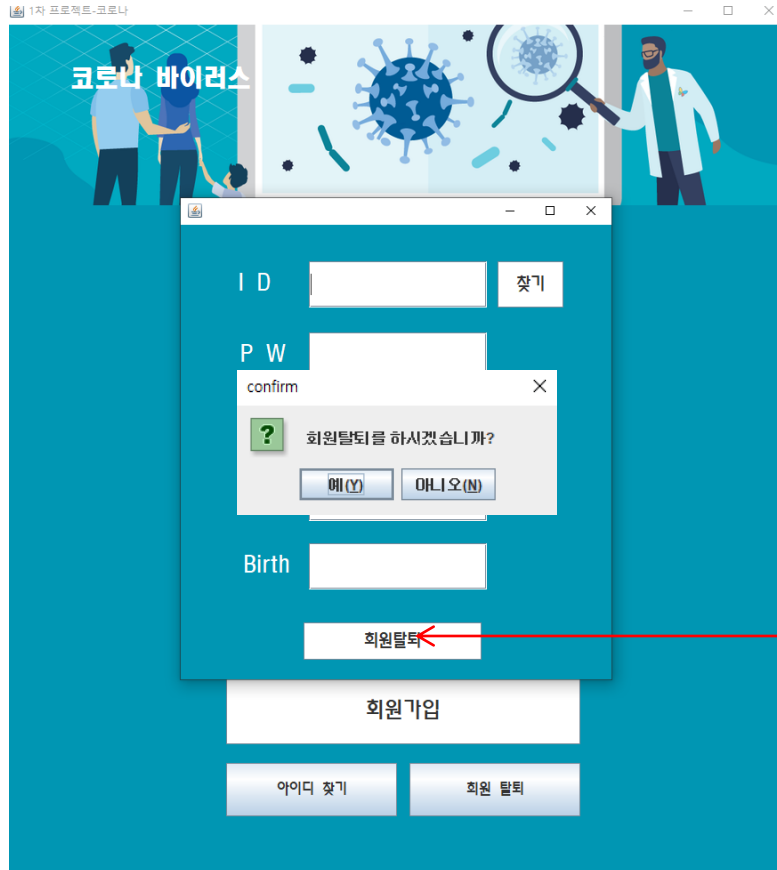 1차 프로젝트-코로나
코로나 바이러스
I D
찾기
P W
confirm
회원탈퇴를 하시겠습니까?
예(Y)
아니오(N)
Birth
회원탈퇴
회원가입
아이디 찾기
회원 탈퇴